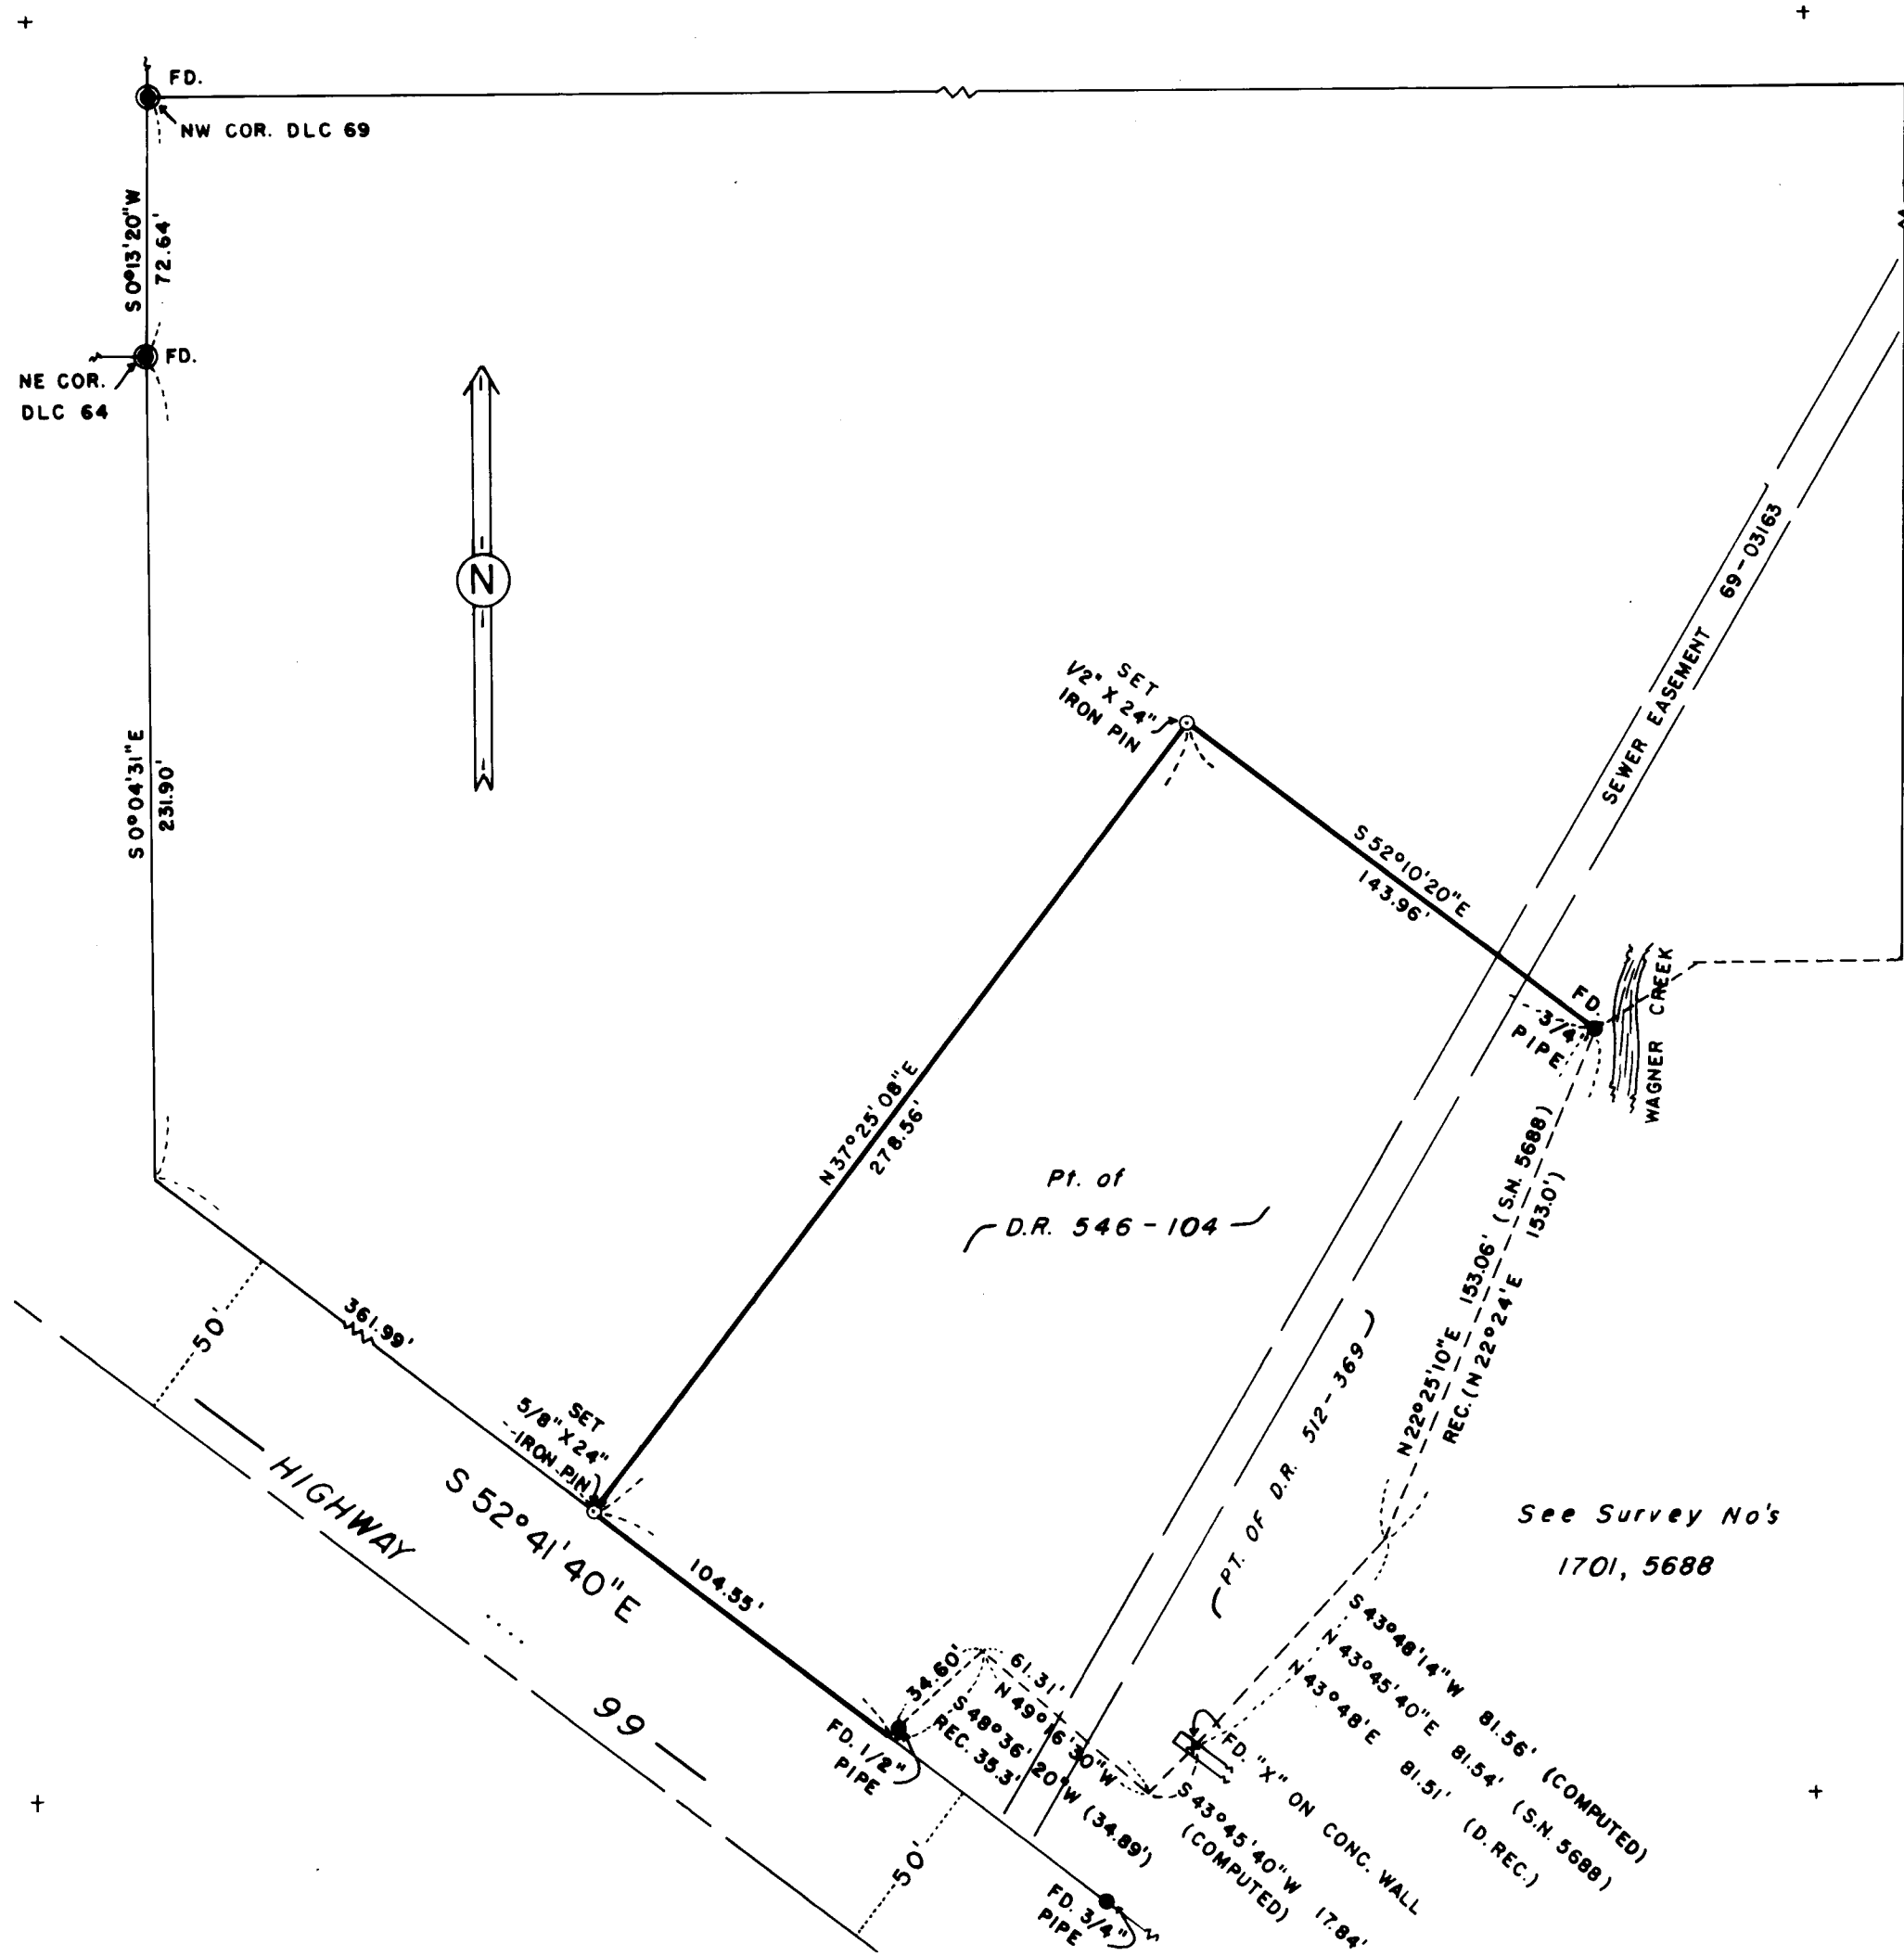 FD.
NW COR. DLC 69
S 0°13'20"W
72.64'
FD.
NE COR.
DLC 64
N
S 0°04'31"E
231.90'
SET
1/2" X 24"
IRON PIN
S 52°10'20"E
143.96'
SEWER EASEMENT 69-03163
FD.
3/4"
PIPE
WAGNER CREEK
N 37°25'08"E
278.56'
Pt. of
D.R. 546-104
N 22°25'10"E 153.06' (S.N. 5688)
REC. (N 22°24'E 153.0')
PT. OF D.R. 512-369
361.99'
50'
SET
5/8" X 24"
IRON PIN
HIGHWAY 99
S 52°41'40"E
104.55'
See Survey No's
1701, 5688
34.60'
61.31'
N 49°16'30"W
S 48°36'20"W (34.89')
REC. 35.3'
FD. 1/2"
PIPE
S 43°48'14"W 81.56' (COMPUTED)
N 43°45'40"E 81.54' (S.N. 5688)
N 43°48'E 81.51' (D. REC.)
FD. "X" ON CONC. WALL
S 43°45'40"W 17.84'
(COMPUTED)
50'
FD. 3/4"
PIPE